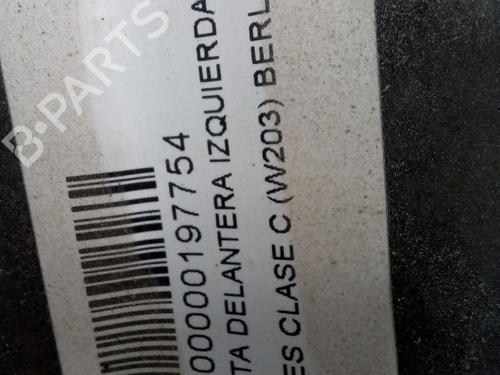 B-PARTS
00000197754
TA DELANTERA IZQUIERDA
ES CLASE C (W203) BERL